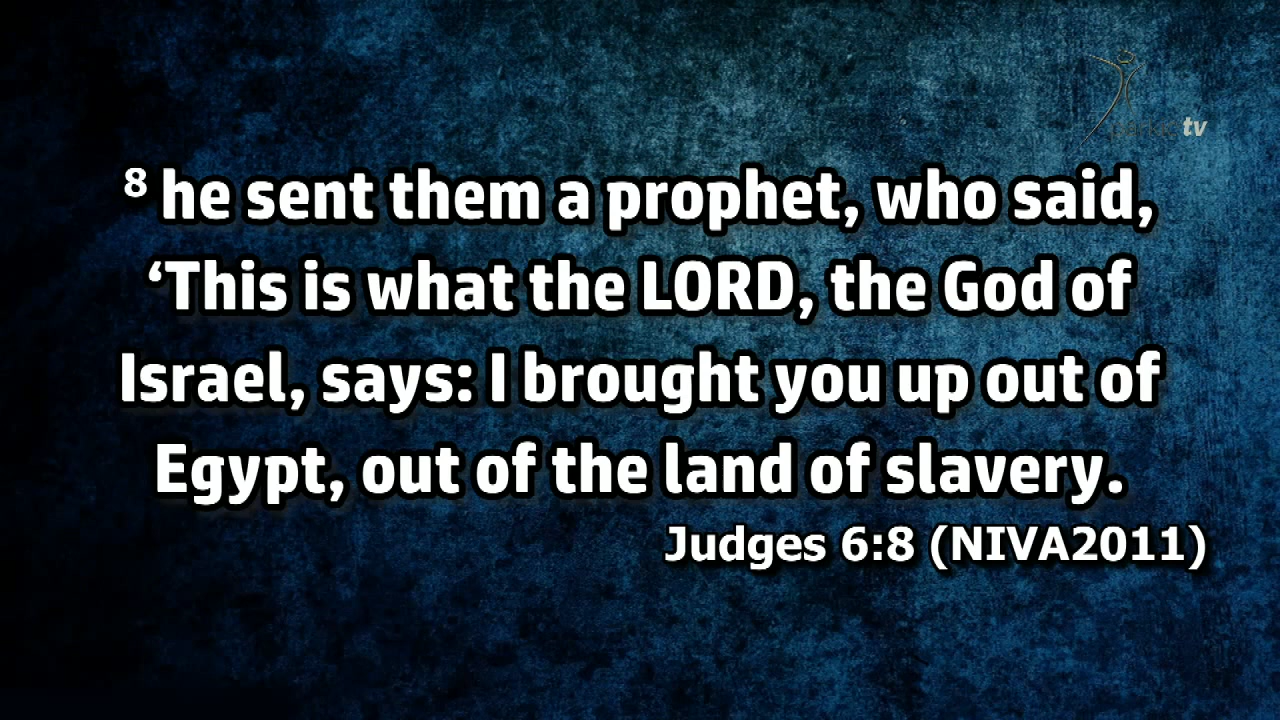 tv
⁸ he sent them a prophet, who said,
‘This is what the LORD, the God of
Israel, says: I brought you up out of
Egypt, out of the land of slavery.
Judges 6:8 (NIVA2011)